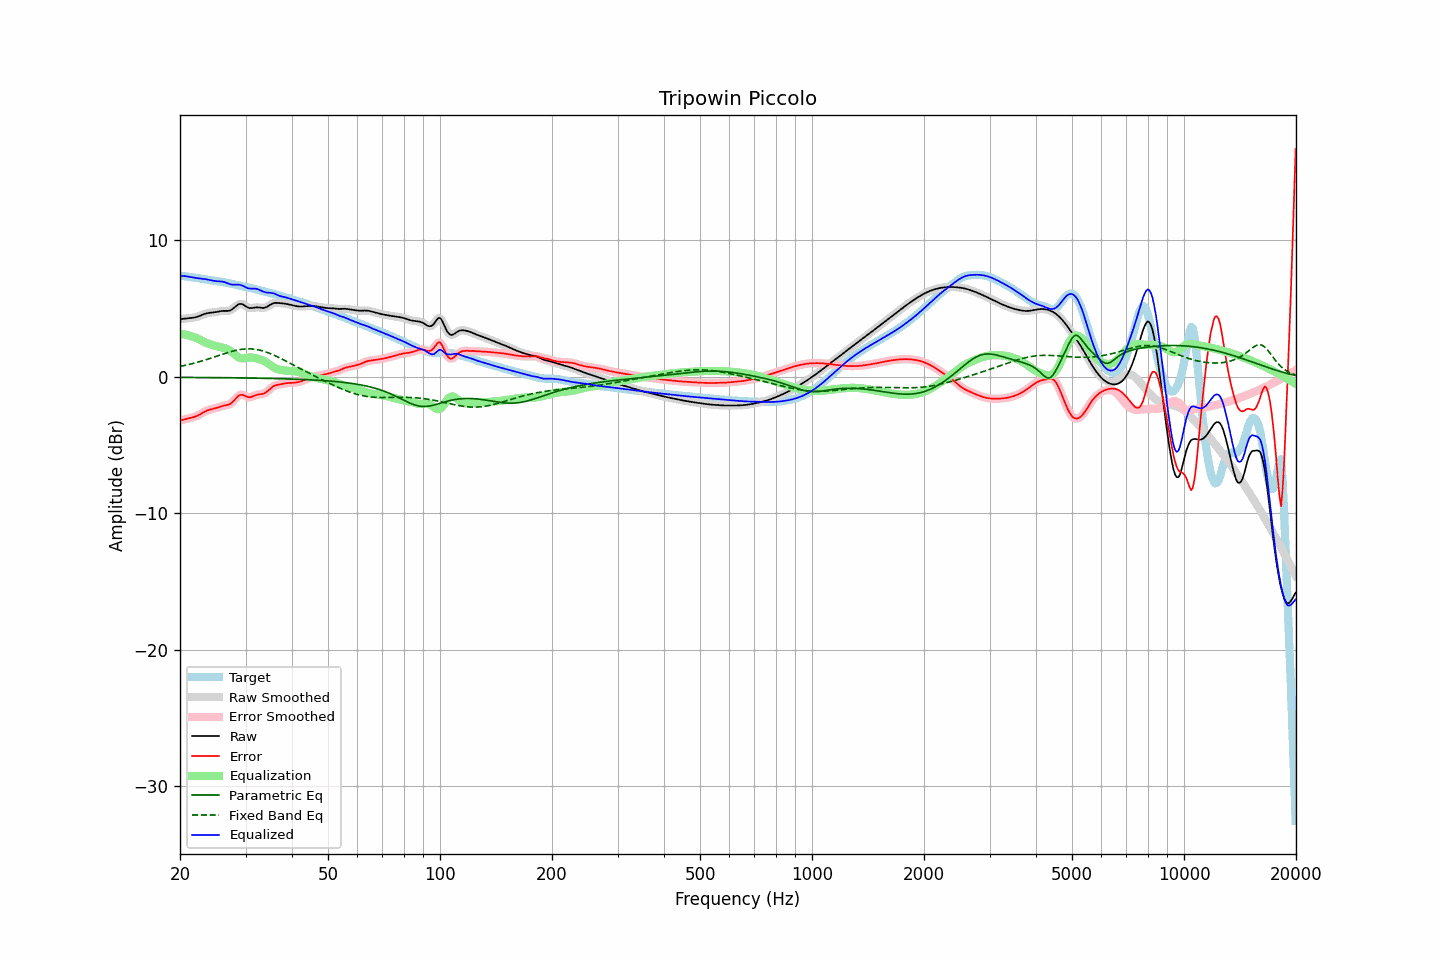 Tripowin Piccolo
Amplitude (dBr)
10
0
−10
−20
−30
Target
Raw Smoothed
Error Smoothed
Raw
Error
Equalization
Parametric Eq
Fixed Band Eq
Equalized
20 50 100 200 500 1000 2000 5000 10000 20000
Frequency (Hz)